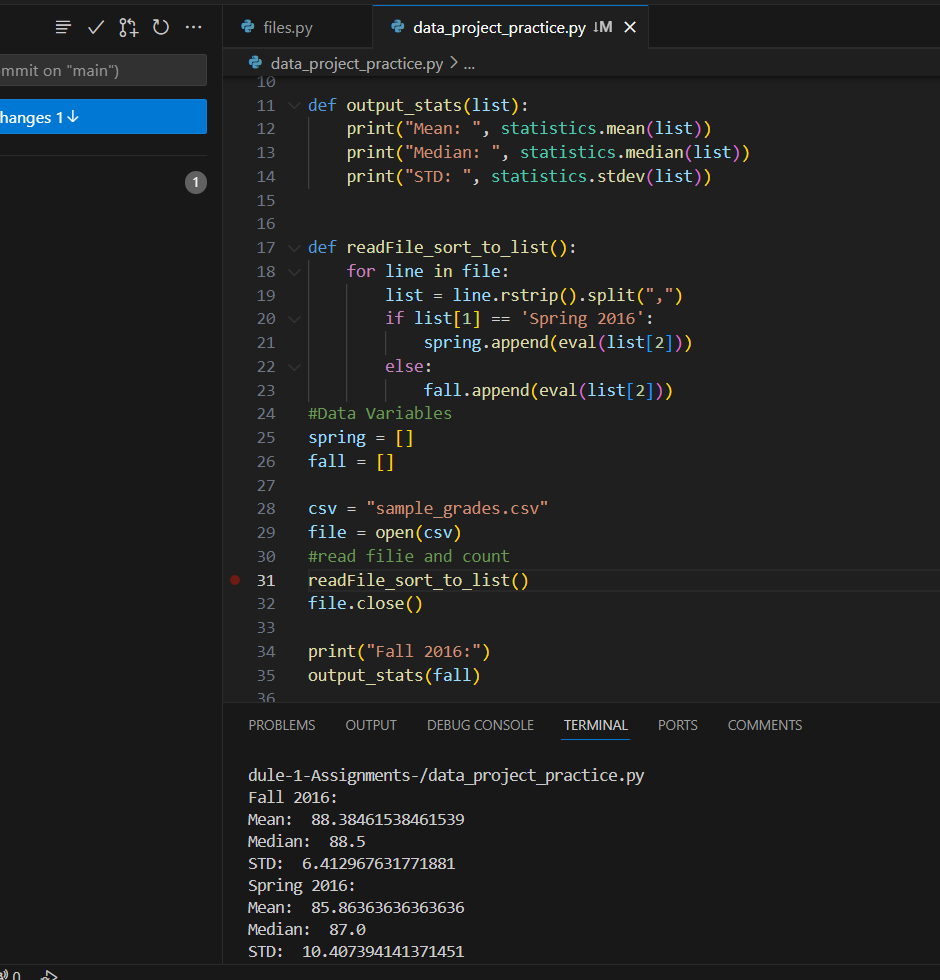 files.py
data_project_practice.py ↓M ×
mmit on "main")
data_project_practice.py > ...
hanges 1↓
1
10
11 def output_stats(list):
12 print("Mean: ", statistics.mean(list))
13 print("Median: ", statistics.median(list))
14 print("STD: ", statistics.stdev(list))
15
16
17 def readFile_sort_to_list():
18 for line in file:
19 list = line.rstrip().split(",")
20 if list[1] == 'Spring 2016':
21 spring.append(eval(list[2]))
22 else:
23 fall.append(eval(list[2]))
24 #Data Variables
25 spring = []
26 fall = []
27
28 csv = "sample_grades.csv"
29 file = open(csv)
30 #read filie and count
31 readFile_sort_to_list()
32 file.close()
33
34 print("Fall 2016:")
35 output_stats(fall)
36
PROBLEMS OUTPUT DEBUG CONSOLE TERMINAL PORTS COMMENTS
dule-1-Assignments-/data_project_practice.py
Fall 2016:
Mean:  88.38461538461539
Median:  88.5
STD:  6.412967631771881
Spring 2016:
Mean:  85.86363636363636
Median:  87.0
STD:  10.407394141371451
0